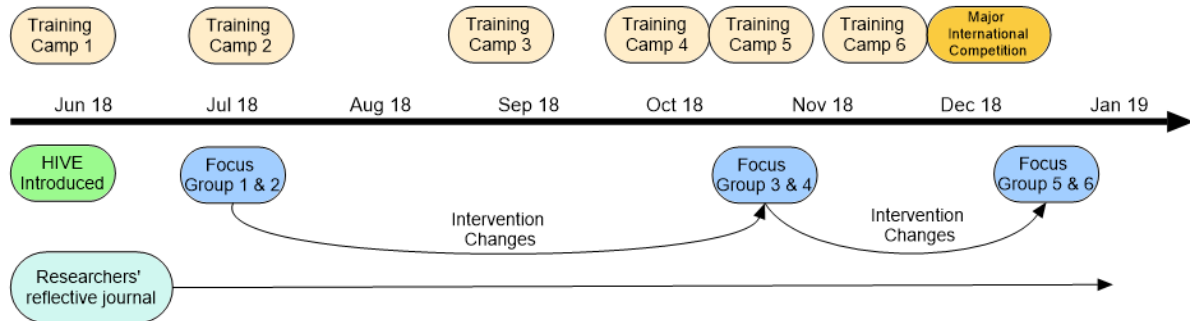 Training
Camp 1
Training
Camp 2
Training
Camp 3
Training
Camp 4
Training
Camp 5
Training
Camp 6
Major
International
Competition
Jun 18
Jul 18
Aug 18
Sep 18
Oct 18
Nov 18
Dec 18
Jan 19
HIVE
Introduced
Focus
Group 1 & 2
Focus
Group 3 & 4
Focus
Group 5 & 6
Intervention
Changes
Intervention
Changes
Researchers'
reflective journal